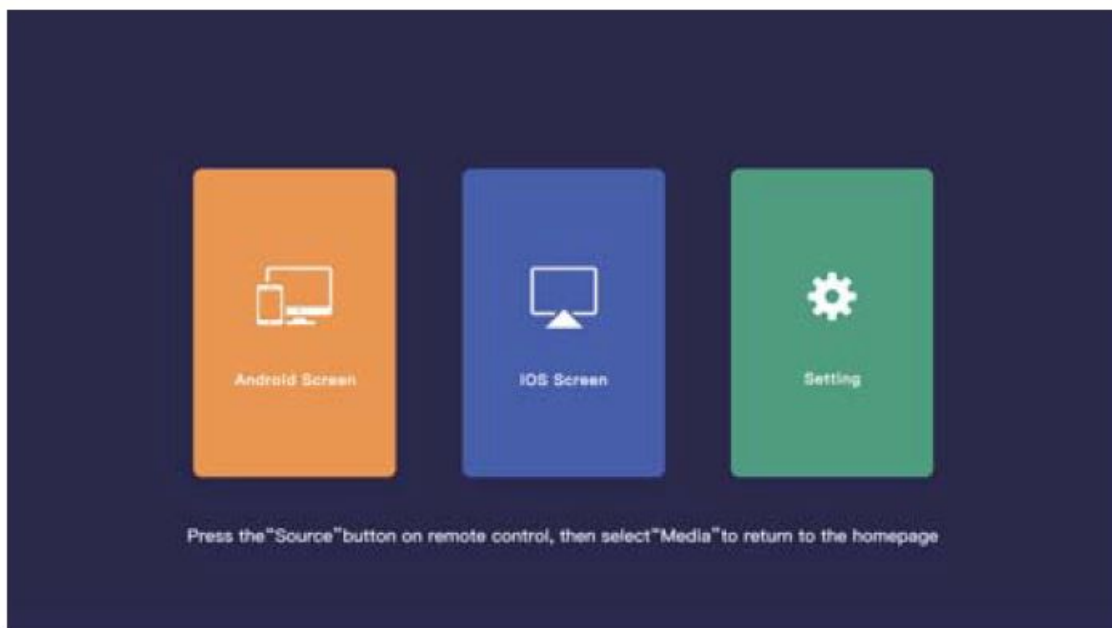 Android Screen
IOS Screen
Setting
Press the“Source”button on remote control, then select“Media”to return to the homepage